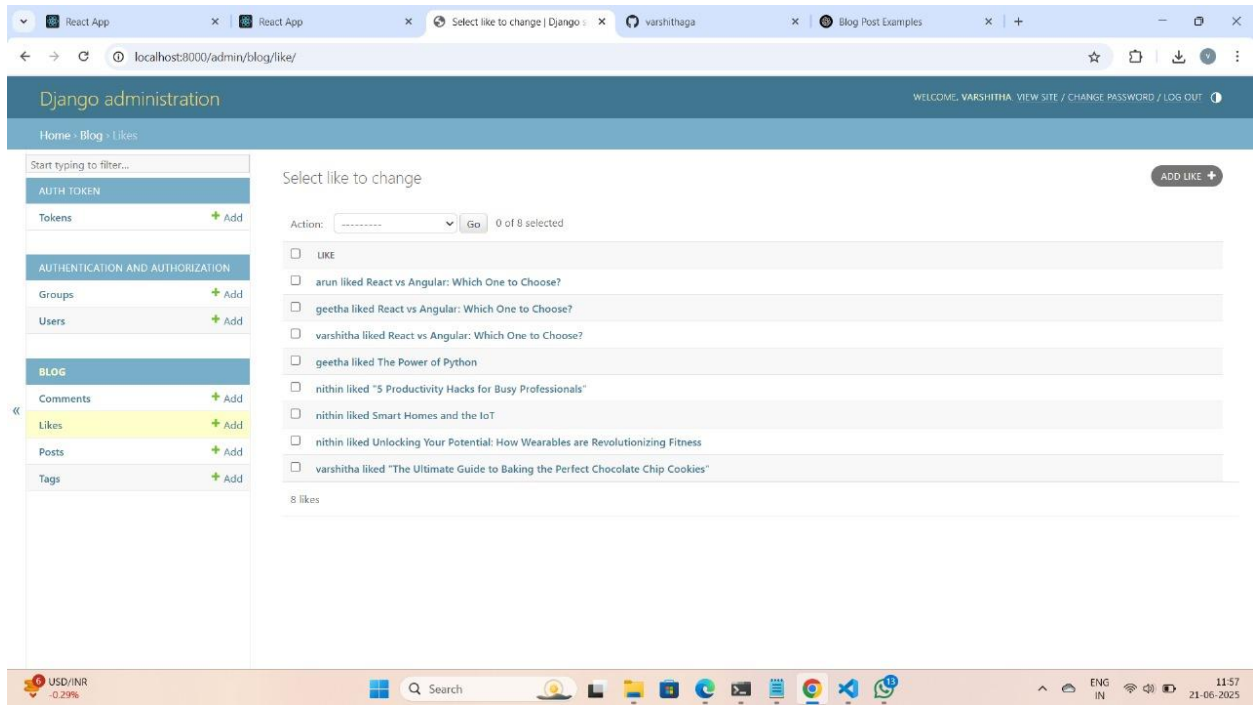 React App
React App
Select like to change | Django s
varshithaga
Blog Post Examples
localhost:8000/admin/blog/like/
Django administration
WELCOME, VARSHITHA. VIEW SITE / CHANGE PASSWORD / LOG OUT
Home › Blog › Likes
Start typing to filter...
AUTH TOKEN
Tokens + Add
AUTHENTICATION AND AUTHORIZATION
Groups + Add
Users + Add
BLOG
Comments + Add
Likes + Add
Posts + Add
Tags + Add
«
Select like to change
ADD LIKE +
Action: --------- Go 0 of 8 selected
LIKE
arun liked React vs Angular: Which One to Choose?
geetha liked React vs Angular: Which One to Choose?
varshitha liked React vs Angular: Which One to Choose?
geetha liked The Power of Python
nithin liked "5 Productivity Hacks for Busy Professionals"
nithin liked Smart Homes and the IoT
nithin liked Unlocking Your Potential: How Wearables are Revolutionizing Fitness
varshitha liked "The Ultimate Guide to Baking the Perfect Chocolate Chip Cookies"
8 likes
6
USD/INR
-0.29%
Search
13
ENG
IN
11:57
21-06-2025